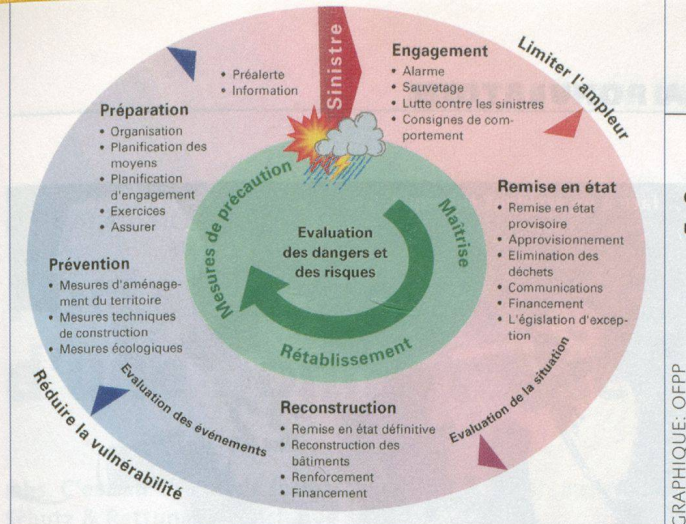 Sinistre
Engagement
• Alarme
• Sauvetage
• Lutte contre les sinistres
• Consignes de com-
portement
Limiter l'ampleur
Remise en état
• Remise en état
provisoire
• Approvisionnement
• Elimination des
déchets
• Communications
• Financement
• L'égislation d'excep-
tion
Evaluation de la situation
Reconstruction
• Remise en état définitive
• Reconstruction des
bâtiments
• Renforcement
• Financement
Evaluation des événements
Réduire la vulnérabilité
Prévention
• Mesures d'aménage-
ment du territoire
• Mesures techniques
de construction
• Mesures écologiques
Préparation
• Organisation
• Planification des
moyens
• Planification
d'engagement
• Exercices
• Assurer
• Préalerte
• Information
Mesures de précaution
Maîtrise
Rétablissement
Evaluation
des dangers et
des risques
GRAPHIQUE: OFPP